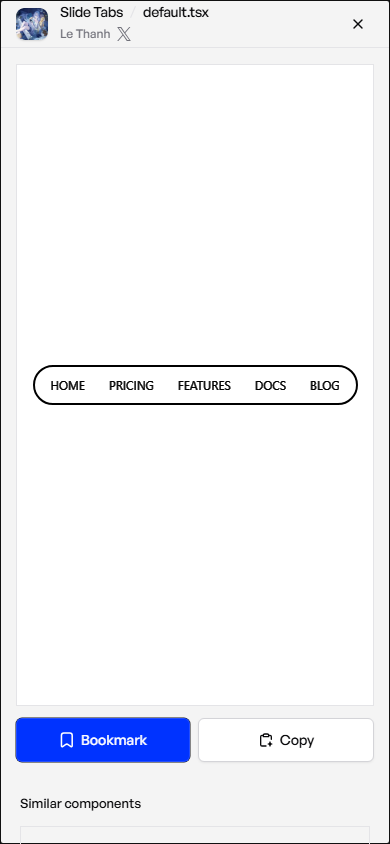 Slide Tabs / default.tsx
Le Thanh
HOME PRICING FEATURES DOCS BLOG
Bookmark
Copy
Similar components